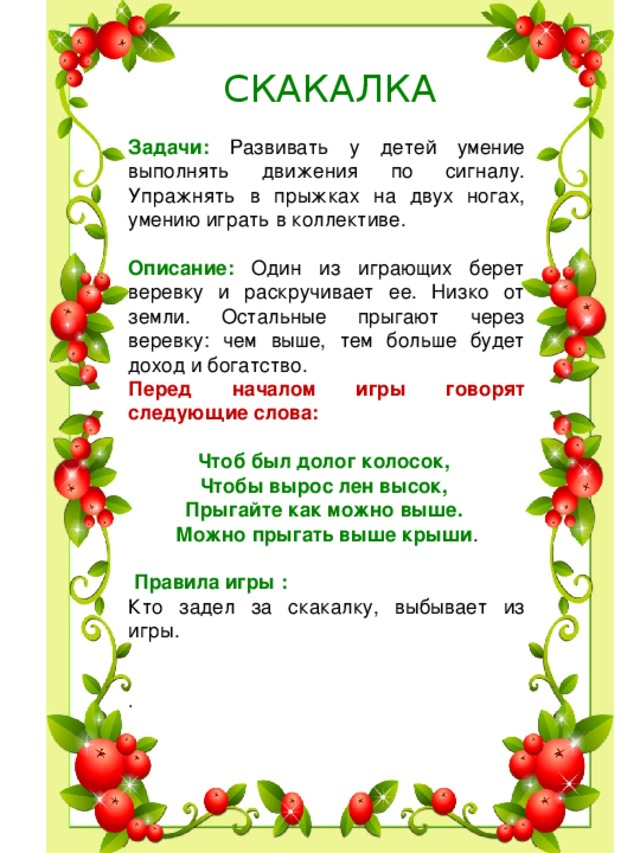 СКАКАЛКА
Задачи: Развивать у детей умение
выполнять движения по сигналу.
Упражнять в прыжках на двух ногах,
умению играть в коллективе.
Описание: Один из играющих берет
веревку и раскручивает ее. Низко от
земли. Остальные прыгают через
веревку: чем выше, тем больше будет
доход и богатство.
Перед началом игры говорят
следующие слова:
Чтоб был долог колосок,
Чтобы вырос лен высок,
Прыгайте как можно выше.
Можно прыгать выше крыши.
Правила игры :
Кто задел за скакалку, выбывает из
игры.
.